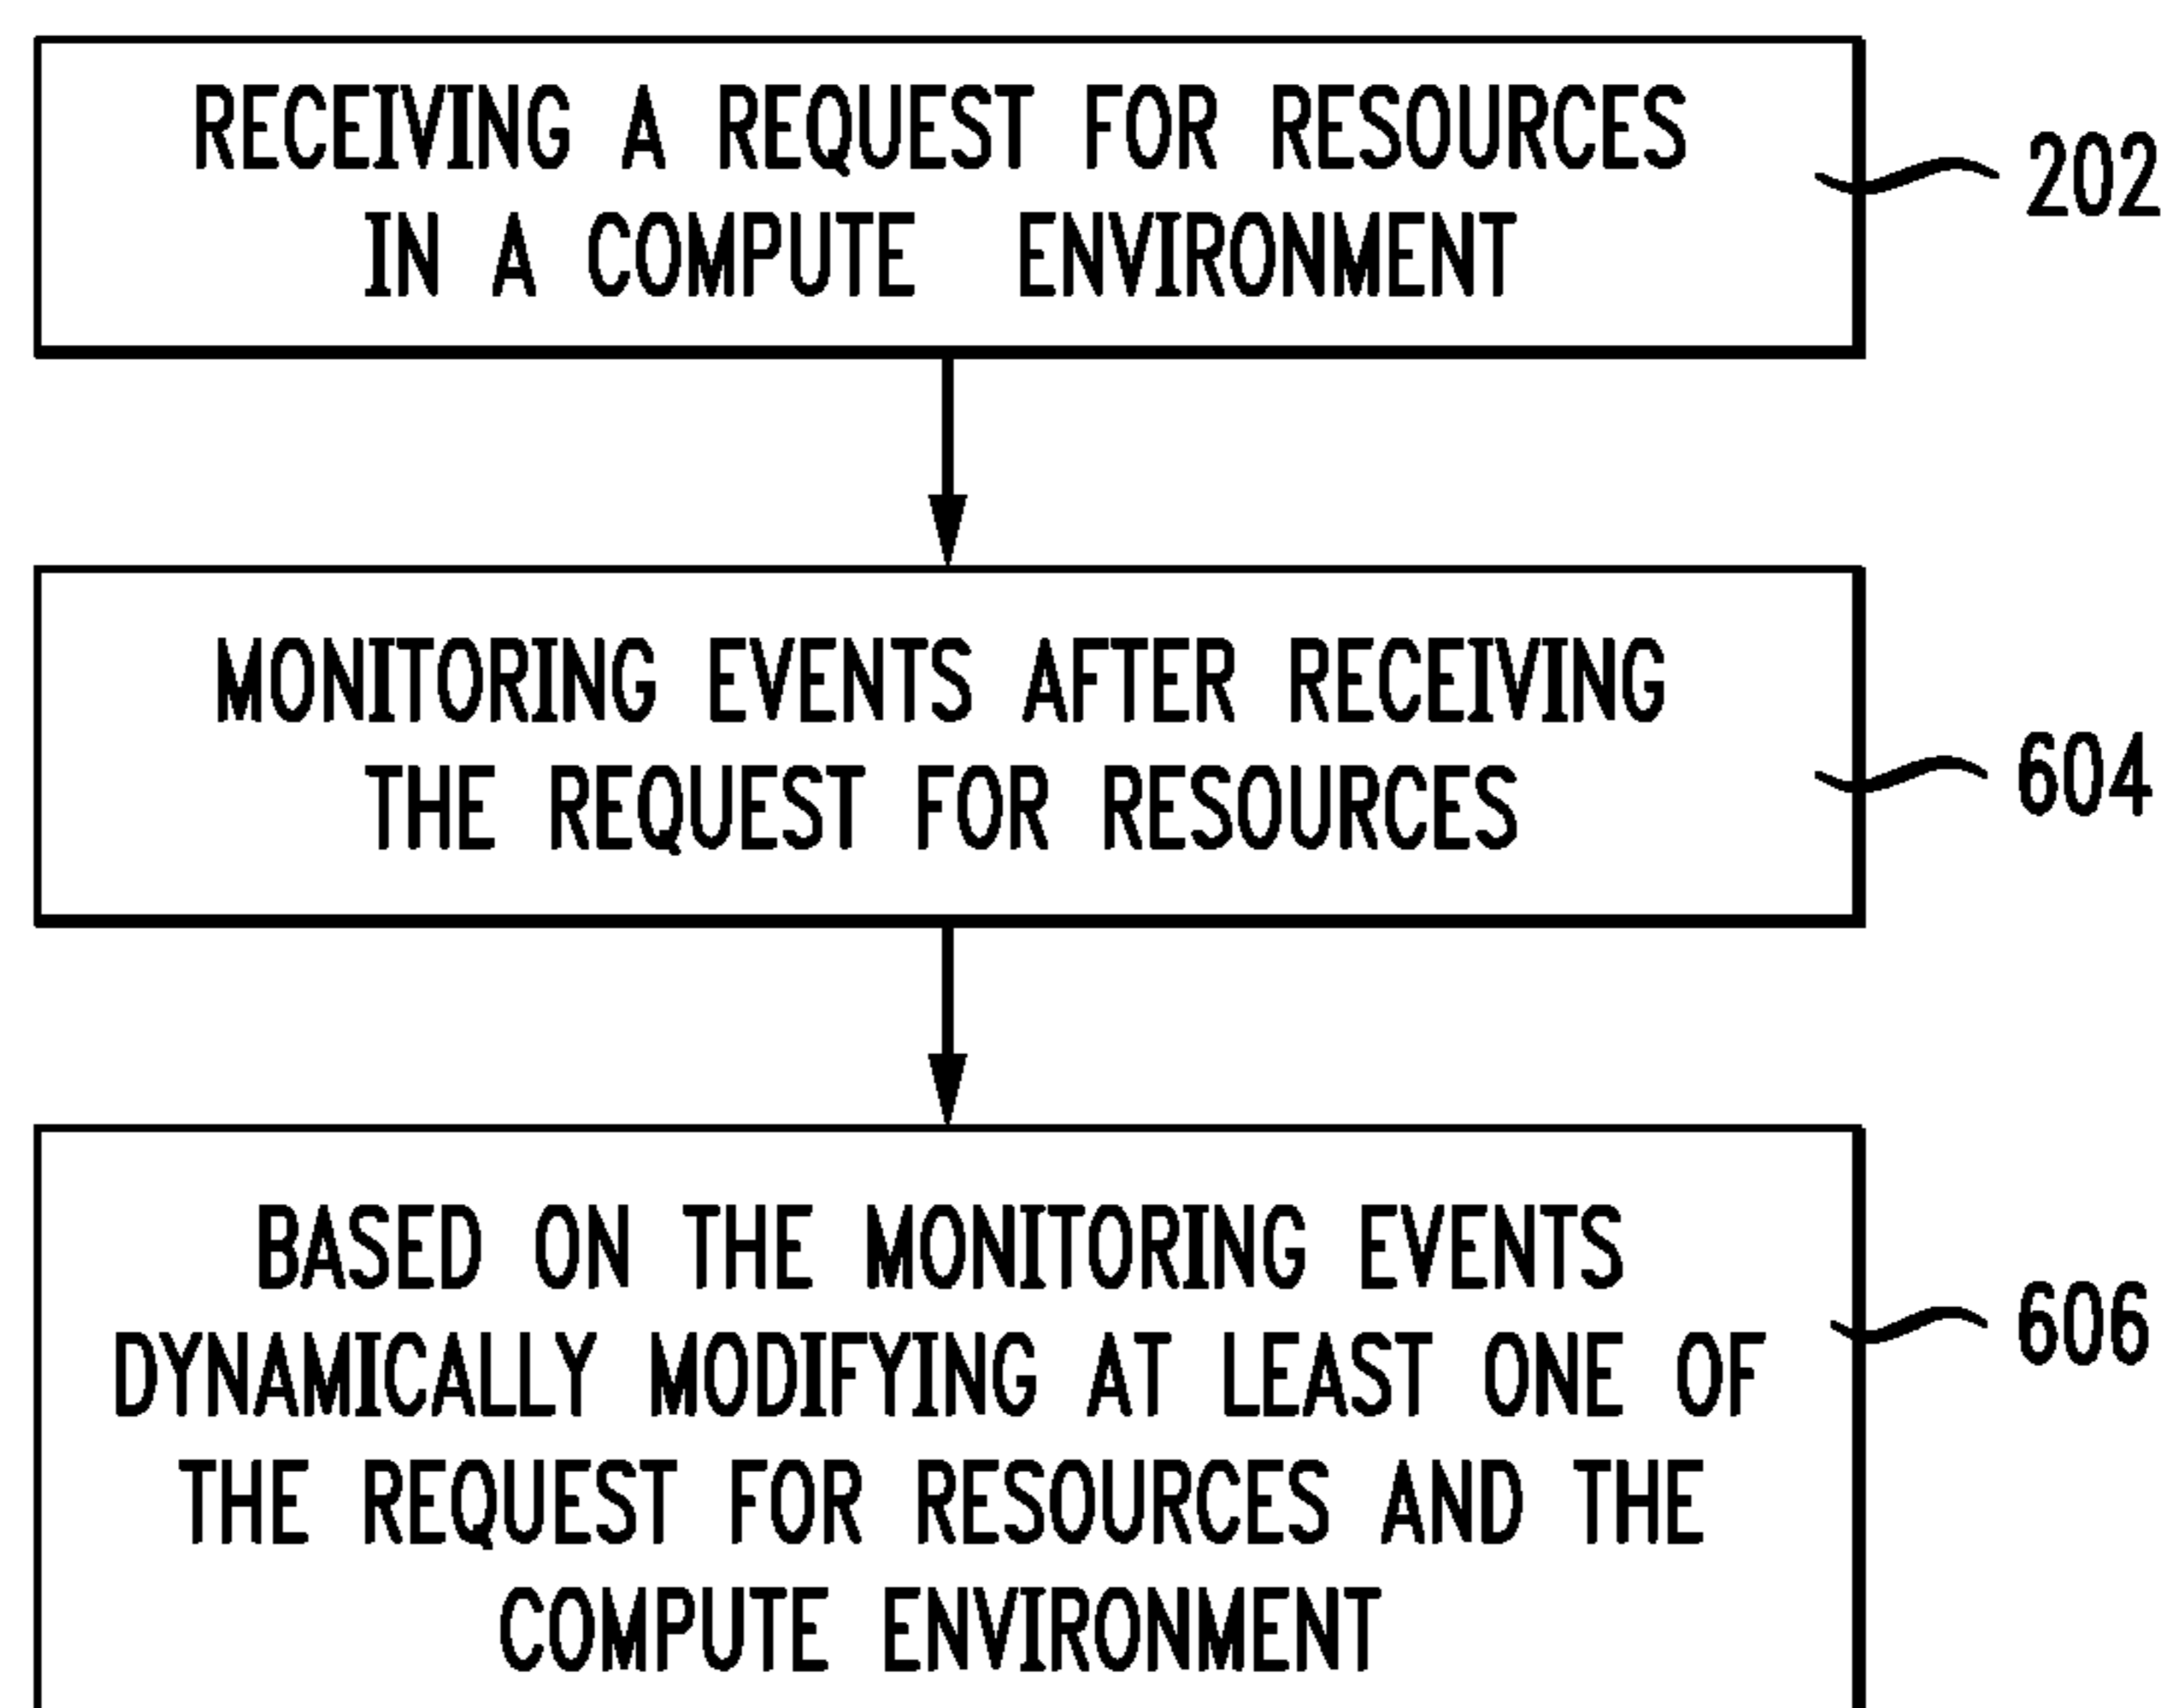 RECEIVING A REQUEST FOR RESOURCES
IN A COMPUTE ENVIRONMENT
202
MONITORING EVENTS AFTER RECEIVING
THE REQUEST FOR RESOURCES
604
BASED ON THE MONITORING EVENTS
DYNAMICALLY MODIFYING AT LEAST ONE OF
THE REQUEST FOR RESOURCES AND THE
COMPUTE ENVIRONMENT
606